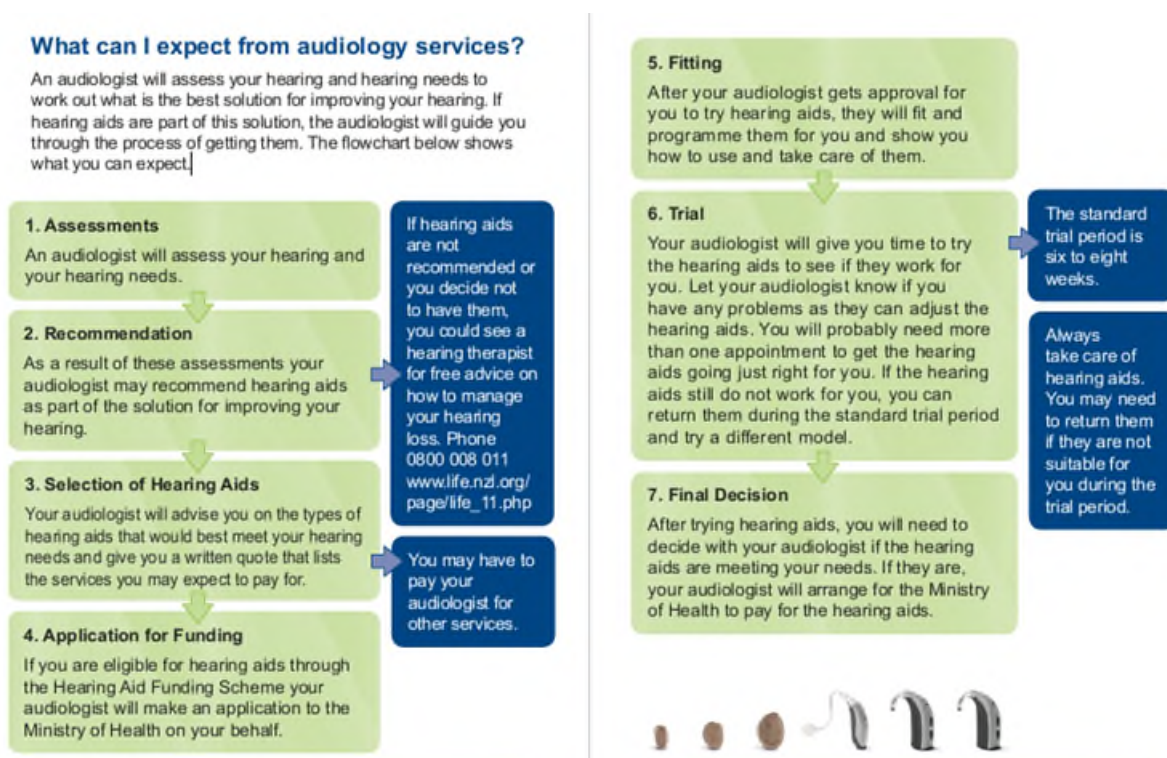 What can I expect from audiology services?
An audiologist will assess your hearing and hearing needs to
work out what is the best solution for improving your hearing. If
hearing aids are part of this solution, the audiologist will guide you
through the process of getting them. The flowchart below shows
what you can expect.
1. Assessments
An audiologist will assess your hearing and
your hearing needs.
2. Recommendation
As a result of these assessments your
audiologist may recommend hearing aids
as part of the solution for improving your
hearing.
If hearing aids
are not
recommended or
you decide not
to have them,
you could see a
hearing therapist
for free advice on
how to manage
your hearing
loss. Phone
0800 008 011
www.life.nzl.org/
page/life_11.php
3. Selection of Hearing Aids
Your audiologist will advise you on the types of
hearing aids that would best meet your hearing
needs and give you a written quote that lists
the services you may expect to pay for.
You may have to
pay your
audiologist for
other services.
4. Application for Funding
If you are eligible for hearing aids through
the Hearing Aid Funding Scheme your
audiologist will make an application to the
Ministry of Health on your behalf.
5. Fitting
After your audiologist gets approval for
you to try hearing aids, they will fit and
programme them for you and show you
how to use and take care of them.
6. Trial
Your audiologist will give you time to try
the hearing aids to see if they work for
you. Let your audiologist know if you
have any problems as they can adjust the
hearing aids. You will probably need more
than one appointment to get the hearing
aids going just right for you. If the hearing
aids still do not work for you, you can
return them during the standard trial period
and try a different model.
The standard
trial period is
six to eight
weeks.
Always
take care of
hearing aids.
You may need
to return them
if they are not
suitable for
you during the
trial period.
7. Final Decision
After trying hearing aids, you will need to
decide with your audiologist if the hearing
aids are meeting your needs. If they are,
your audiologist will arrange for the Ministry
of Health to pay for the hearing aids.